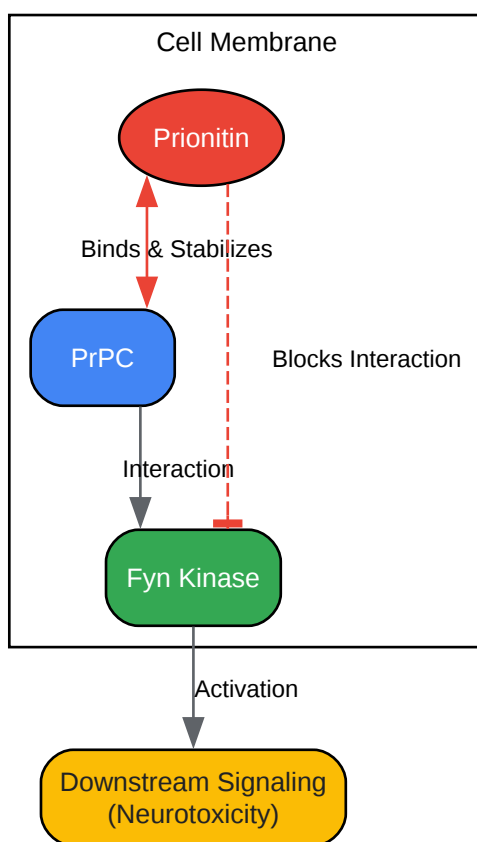 Cell Membrane
Prionitin
Binds & Stabilizes
PrPC
Blocks Interaction
Interaction
Fyn Kinase
Activation
Downstream Signaling
(Neurotoxicity)